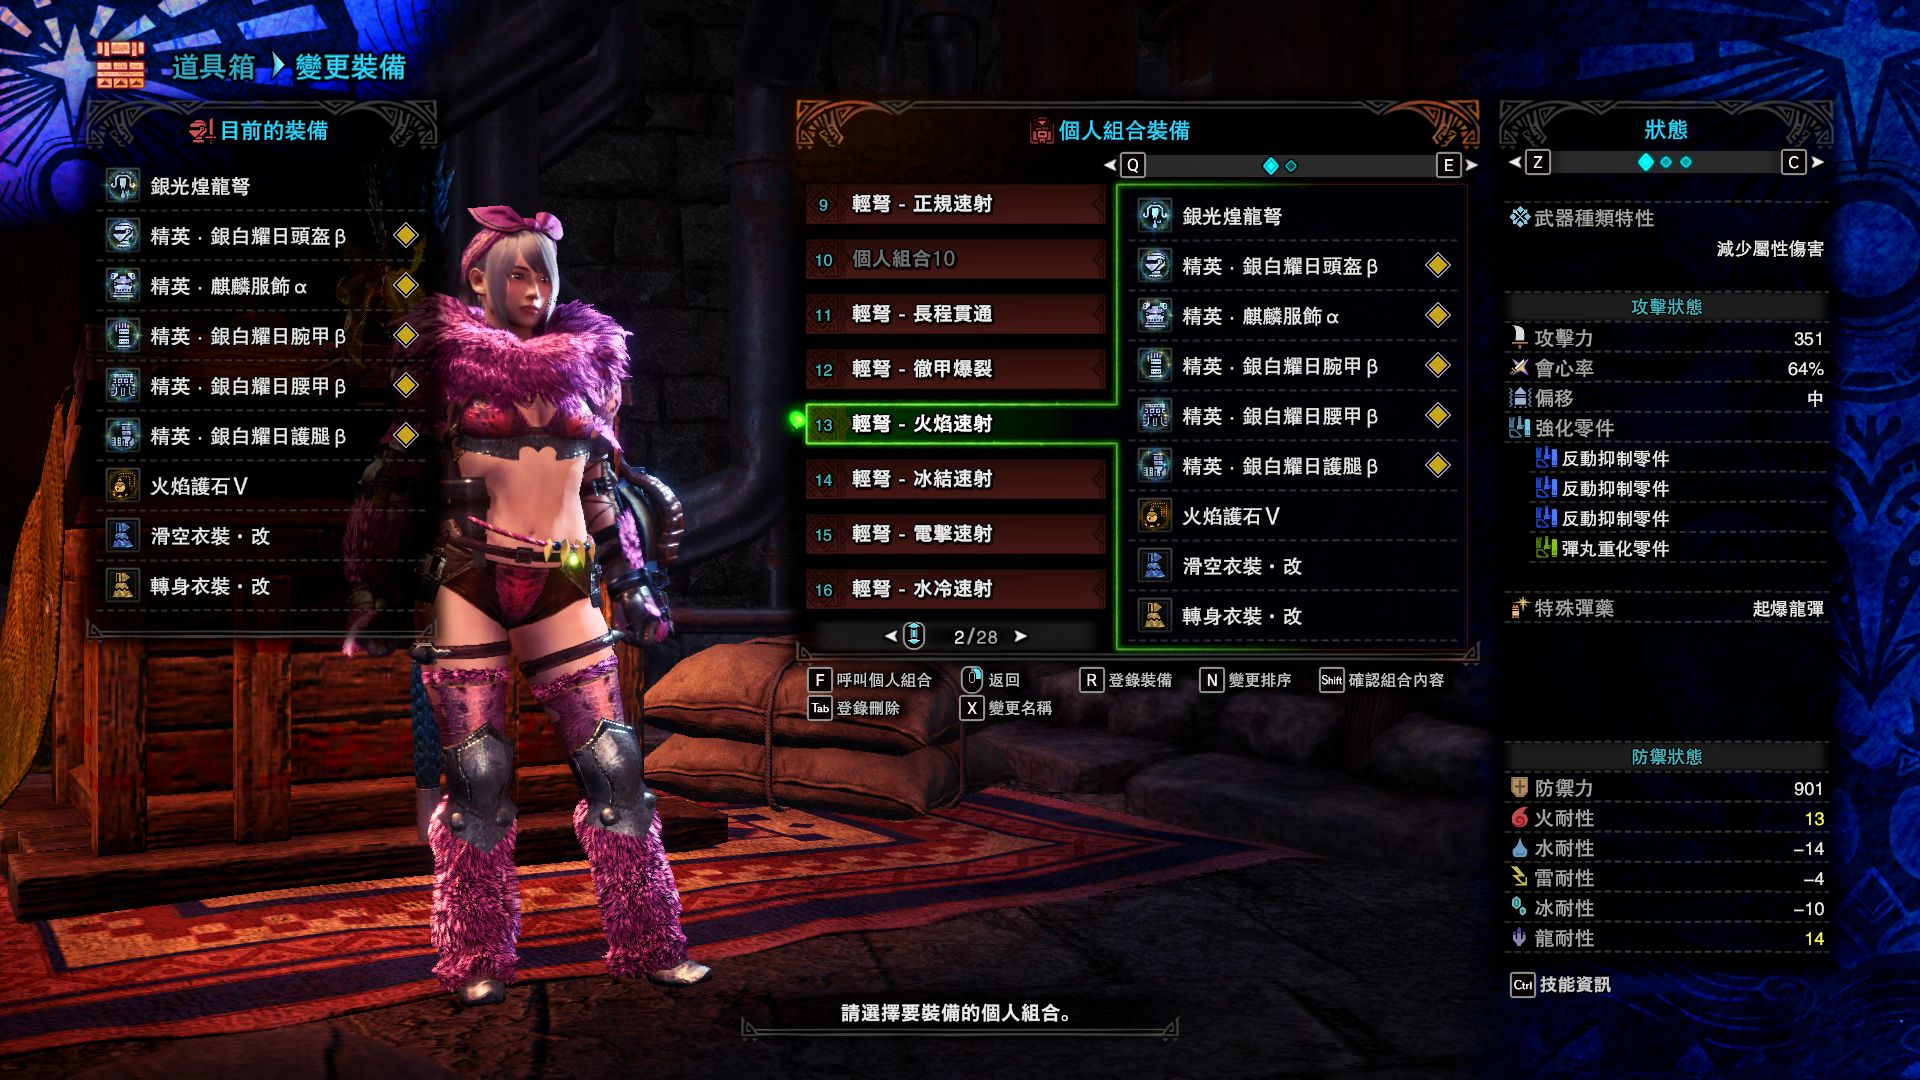 道具箱 變更裝備
目前的裝備
銀光煌龍弩
精英．銀白耀日頭盔β
精英．麒麟服飾α
精英．銀白耀日腕甲β
精英．銀白耀日腰甲β
精英．銀白耀日護腿β
火焰護石Ⅴ
滑空衣裝・改
轉身衣裝・改
個人組合裝備
Q E
9 輕弩 - 正規速射
10 個人組合10
11 輕弩 - 長程貫通
12 輕弩 - 徹甲爆裂
13 輕弩 - 火焰速射
14 輕弩 - 冰結速射
15 輕弩 - 電擊速射
16 輕弩 - 水冷速射
2/28
銀光煌龍弩
精英．銀白耀日頭盔β
精英．麒麟服飾α
精英．銀白耀日腕甲β
精英．銀白耀日腰甲β
精英．銀白耀日護腿β
火焰護石Ⅴ
滑空衣裝・改
轉身衣裝・改
F 呼叫個人組合 返回 R 登錄裝備 N 變更排序 Shift 確認組合內容
Tab 登錄刪除 X 變更名稱
狀態
Z C
武器種類特性
減少屬性傷害
攻擊狀態
攻擊力 351
會心率 64%
偏移 中
強化零件
反動抑制零件
反動抑制零件
反動抑制零件
彈丸重化零件
特殊彈藥 起爆龍彈
防禦狀態
防禦力 901
火耐性 13
水耐性 -14
雷耐性 -4
冰耐性 -10
龍耐性 14
Ctrl 技能資訊
請選擇要裝備的個人組合。